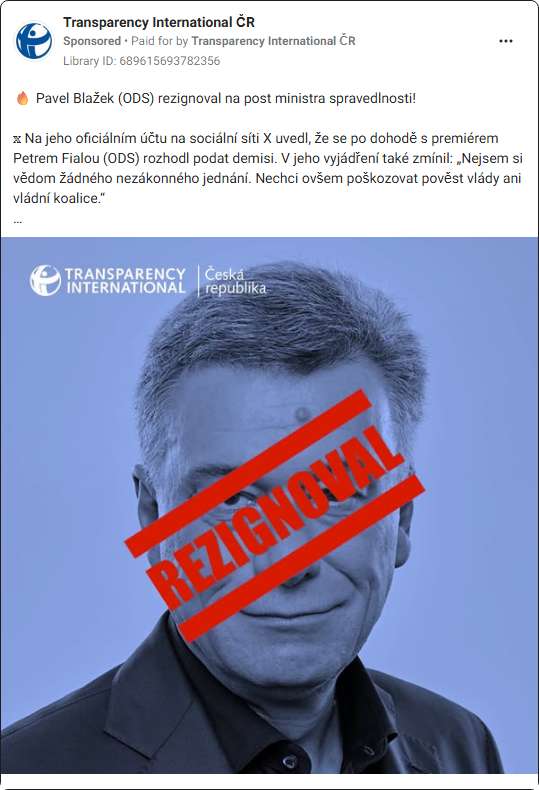 Transparency International ČR
Sponsored • Paid for by Transparency International ČR
Library ID: 689615693782356
🔥 Pavel Blažek (ODS) rezignoval na post ministra spravedlnosti!
⏳ Na jeho oficiálním účtu na sociální síti X uvedl, že se po dohodě s premiérem
Petrem Fialou (ODS) rozhodl podat demisi. V jeho vyjádření také zmínil: „Nejsem si
vědom žádného nezákonného jednání. Nechci ovšem poškozovat pověst vlády ani
vládní koalice.“
...
TRANSPARENCY
INTERNATIONAL
Česká
republika
REZIGNOVAL